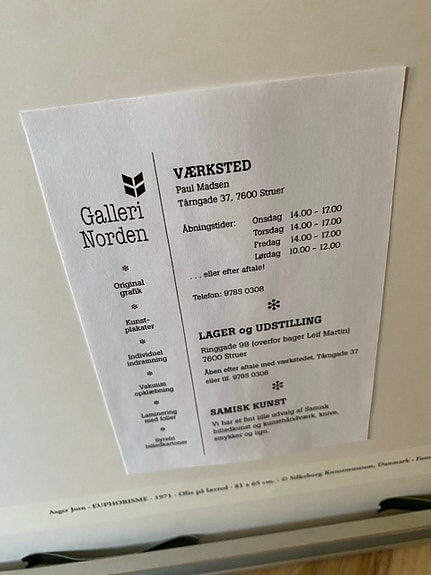 Galleri
Norden
Original
grafik
Kunst-
plakater
Individuel
indramning
Vakuum
opklæbning
Laminering
med folier
Syrefri
billedkartoner
VÆRKSTED
Paul Madsen
Tårngade 37, 7600 Struer
Åbningstider: Onsdag 14.00 - 17.00
Torsdag 14.00 - 17.00
Fredag 14.00 - 17.00
Lørdag 10.00 - 12.00
. . . eller efter aftale!
Telefon: 9785 0308
LAGER og UDSTILLING
Ringgade 98 (overfor bager Leif Martin)
7600 Struer
Åben efter aftale med værkstedet, Tårngade 37
eller tlf. 9785 0308
SAMISK KUNST
Vi har et fint lille udvalg af Samisk
billedkunst og kunsthåndværk, knive,
smykker og lign.
Asger Jorn - EUPHORISME - 1971 - Olie på lærred - 81 x 65 cm. - © Silkeborg Kunstmuseum, Danmark - Foto